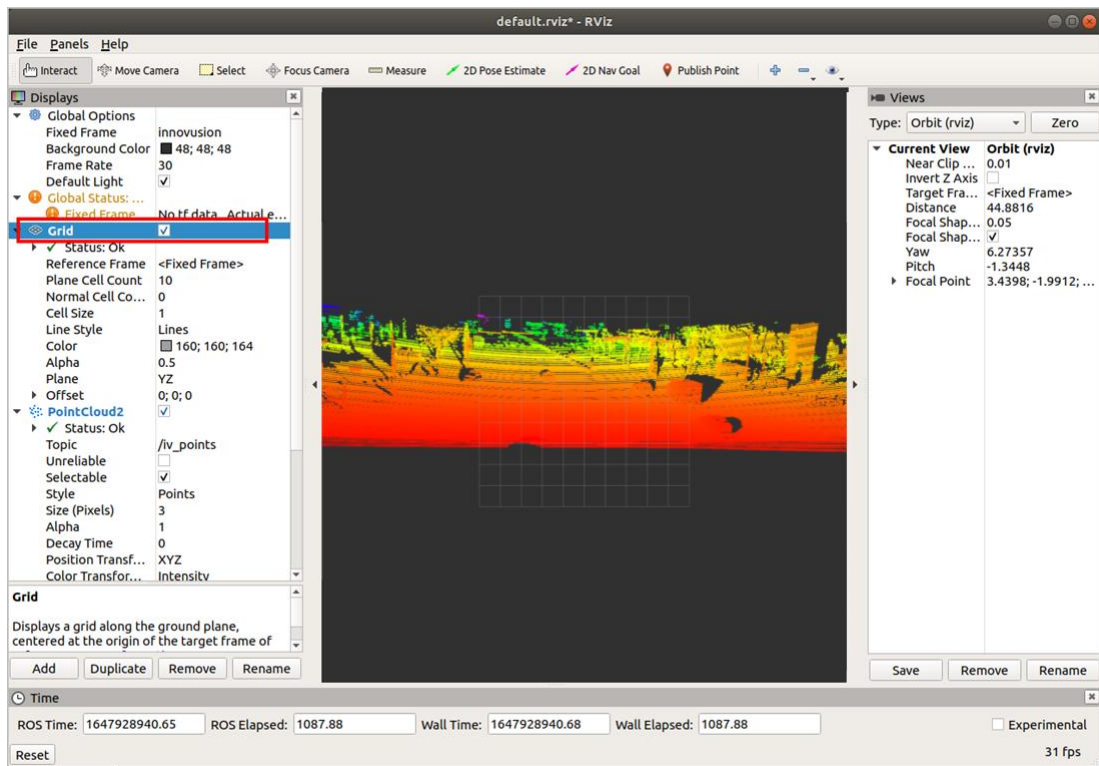 default.rviz* - RViz
File Panels Help
Interact Move Camera Select Focus Camera Measure 2D Pose Estimate 2D Nav Goal Publish Point
Displays
Global Options
Fixed Frame innovusion
Background Color 48; 48; 48
Frame Rate 30
Default Light
Global Status: ...
Fixed Frame No tf data. Actual e...
Grid
Status: Ok
Reference Frame <Fixed Frame>
Plane Cell Count 10
Normal Cell Co... 0
Cell Size 1
Line Style Lines
Color 160; 160; 164
Alpha 0.5
Plane YZ
Offset 0; 0; 0
PointCloud2
Status: Ok
Topic /iv_points
Unreliable
Selectable
Style Points
Size (Pixels) 3
Alpha 1
Decay Time 0
Position Transf... XYZ
Color Transfor... Intensity
Grid
Displays a grid along the ground plane,
centered at the origin of the target frame of
Add Duplicate Remove Rename
Views
Type: Orbit (rviz) Zero
Current View Orbit (rviz)
Near Clip ... 0.01
Invert Z Axis
Target Fra... <Fixed Frame>
Distance 44.8816
Focal Shap... 0.05
Focal Shap...
Yaw 6.27357
Pitch -1.3448
Focal Point 3.4398; -1.9912; ...
Save Remove Rename
Time
ROS Time: 1647928940.65 ROS Elapsed: 1087.88 Wall Time: 1647928940.68 Wall Elapsed: 1087.88 Experimental
Reset 31 fps